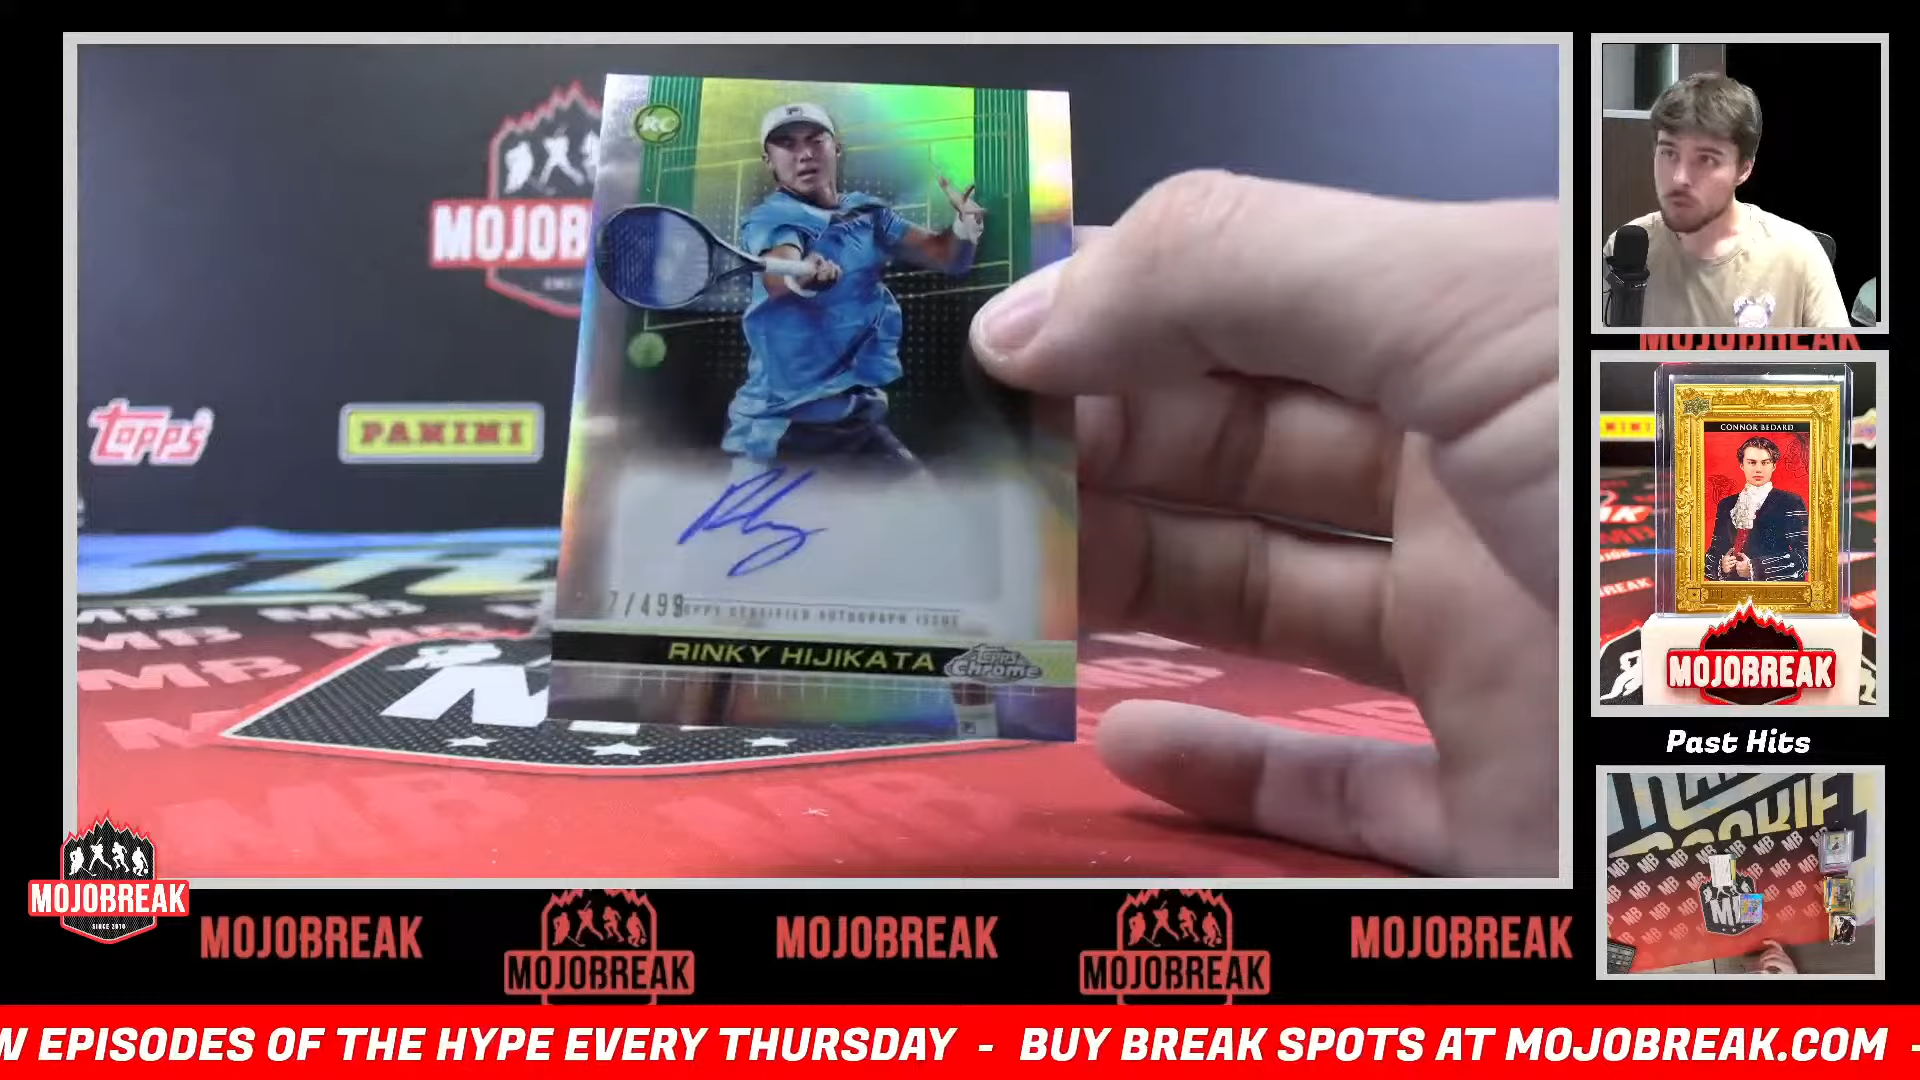 RC
MOJOB
topps
PANINI
7/499
TOPPS CERTIFIED AUTOGRAPH ISSUE
RINKY HIJIKATA
TOPPS
Chrome
CONNOR BEDARD
MOJOBREAK
Past Hits
MOJOBREAK
SINCE 2010
MOJOBREAK
MOJOBREAK
MOJOBREAK
MOJOBREAK
MOJOBREAK
W EPISODES OF THE HYPE EVERY THURSDAY - BUY BREAK SPOTS AT MOJOBREAK.COM -